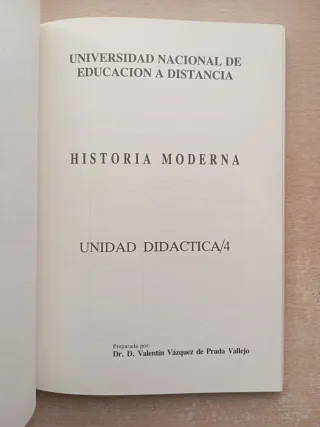 UNIVERSIDAD NACIONAL DE
EDUCACION A DISTANCIA
HISTORIA MODERNA
UNIDAD DIDACTICA/4
Preparada por:
Dr. D. Valentín Vázquez de Prada Vallejo